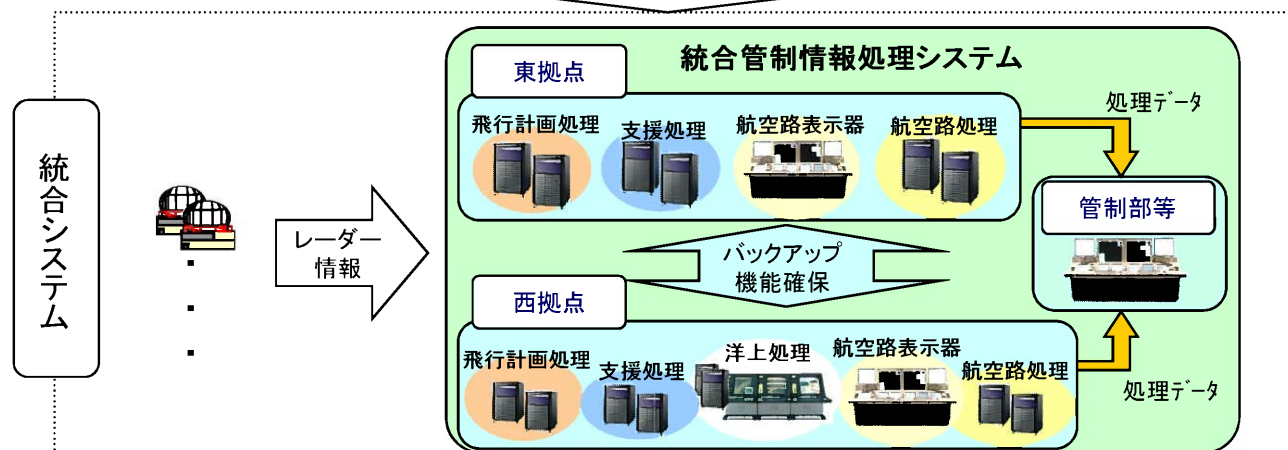 統合管制情報処理システム
東拠点
処理データ
飛行計画処理
支援処理
航空路表示器
航空路処理
統合システム
管制部等
レーダー
情報
バックアップ
機能確保
西拠点
飛行計画処理
支援処理
洋上処理
航空路表示器
航空路処理
処理データ